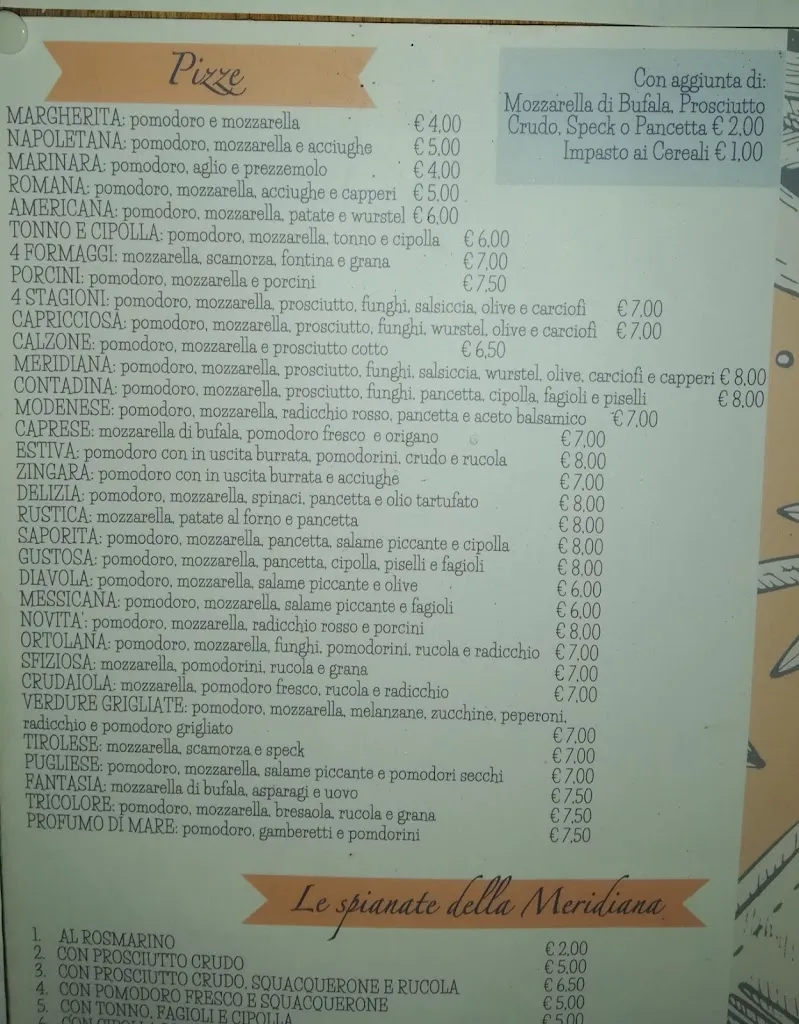 Pizze
Con aggiunta di:
Mozzarella di Bufala, Prosciutto
Crudo, Speck o Pancetta € 2,00
Impasto ai Cereali € 1,00
MARGHERITA: pomodoro e mozzarella € 4,00
NAPOLETANA: pomodoro, mozzarella e acciughe € 5,00
MARINARA: pomodoro, aglio e prezzemolo € 4,00
ROMANA: pomodoro, mozzarella, acciughe e capperi € 5,00
AMERICANA: pomodoro, mozzarella, patate e wurstel € 6,00
TONNO E CIPOLLA: pomodoro, mozzarella, tonno e cipolla € 6,00
4 FORMAGGI: mozzarella, scamorza, fontina e grana € 7,00
PORCINI: pomodoro, mozzarella e porcini € 7,50
4 STAGIONI: pomodoro, mozzarella, prosciutto, funghi, salsiccia, olive e carciofi € 7,00
CAPRICCIOSA: pomodoro, mozzarella, prosciutto, funghi, wurstel, olive e carciofi € 7,00
CALZONE: pomodoro, mozzarella e prosciutto cotto € 6,50
MERIDIANA: pomodoro, mozzarella, prosciutto, funghi, salsiccia, wurstel, olive, carciofi e capperi € 8,00
CONTADINA: pomodoro, mozzarella, prosciutto, funghi, pancetta, cipolla, fagioli e piselli € 8,00
MODENESE: pomodoro, mozzarella, radicchio rosso, pancetta e aceto balsamico € 7,00
CAPRESE: mozzarella di bufala, pomodoro fresco e origano € 7,00
ESTIVA: pomodoro con in uscita burrata, pomodorini, crudo e rucola € 8,00
ZINGARA: pomodoro con in uscita burrata e acciughe € 7,00
DELIZIA: pomodoro, mozzarella, spinaci, pancetta e olio tartufato € 8,00
RUSTICA: mozzarella, patate al forno e pancetta € 8,00
SAPORITA: pomodoro, mozzarella, pancetta, salame piccante e cipolla € 8,00
GUSTOSA: pomodoro, mozzarella, pancetta, cipolla, piselli e fagioli € 8,00
DIAVOLA: pomodoro, mozzarella, salame piccante e olive € 6,00
MESSICANA: pomodoro, mozzarella, salame piccante e fagioli € 6,00
NOVITA': pomodoro, mozzarella, radicchio rosso e porcini € 8,00
ORTOLANA: pomodoro, mozzarella, funghi, pomodorini, rucola e radicchio € 7,00
SFIZIOSA: mozzarella, pomodorini, rucola e grana € 7,00
CRUDAIOLA: mozzarella, pomodoro fresco, rucola e radicchio € 7,00
VERDURE GRIGLIATE: pomodoro, mozzarella, melanzane, zucchine, peperoni,
radicchio e pomodoro grigliato € 7,00
TIROLESE: mozzarella, scamorza e speck € 7,00
PUGLIESE: pomodoro, mozzarella, salame piccante e pomodori secchi € 7,00
FANTASIA: mozzarella di bufala, asparagi e uovo € 7,50
TRICOLORE: pomodoro, mozzarella, bresaola, rucola e grana € 7,50
PROFUMO DI MARE: pomodoro, gamberetti e pomdorini € 7,50
Le spianate della Meridiana
1. AL ROSMARINO € 2,00
2. CON PROSCIUTTO CRUDO € 5,00
3. CON PROSCIUTTO CRUDO, SQUACQUERONE E RUCOLA € 6,50
4. CON POMODORO FRESCO E SQUACQUERONE € 5,00
5. CON TONNO, FAGIOLI E CIPOLLA € 5,00